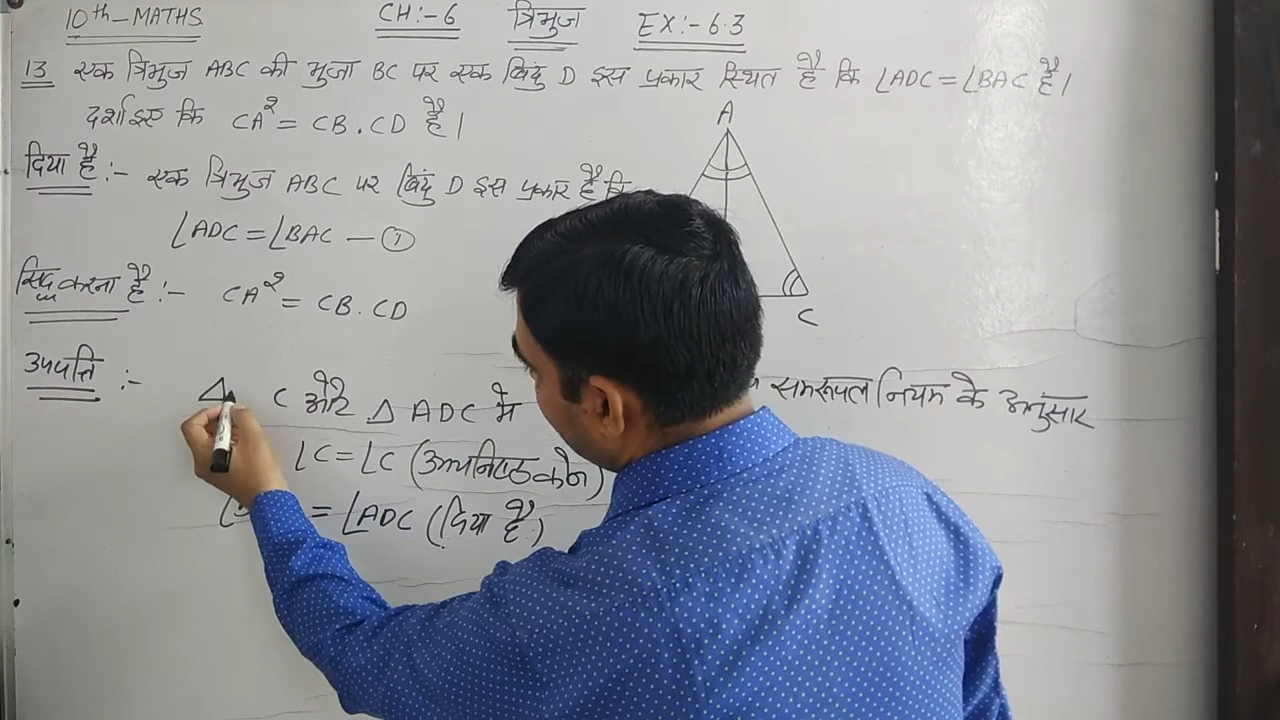 10th-MATHS CH:-6 त्रिभुज EX:-6.3
13 एक त्रिभुज ABC की भुजा BC पर एक बिंदु D इस प्रकार स्थित है कि ∠ADC=∠BAC है।
दर्शाइए कि CA²=CB.CD है।
A
दिया है:- एक त्रिभुज ABC पर बिंदु D इस प्रकार है
∠ADC=∠BAC —①
सिद्ध करना है:- CA²=CB.CD
C
उपपत्ति:- Δ C और Δ ADC में
समरूपता नियम के अनुसार
∠C=∠C (उभयनिष्ठ कोण)
=∠ADC (दिया है)